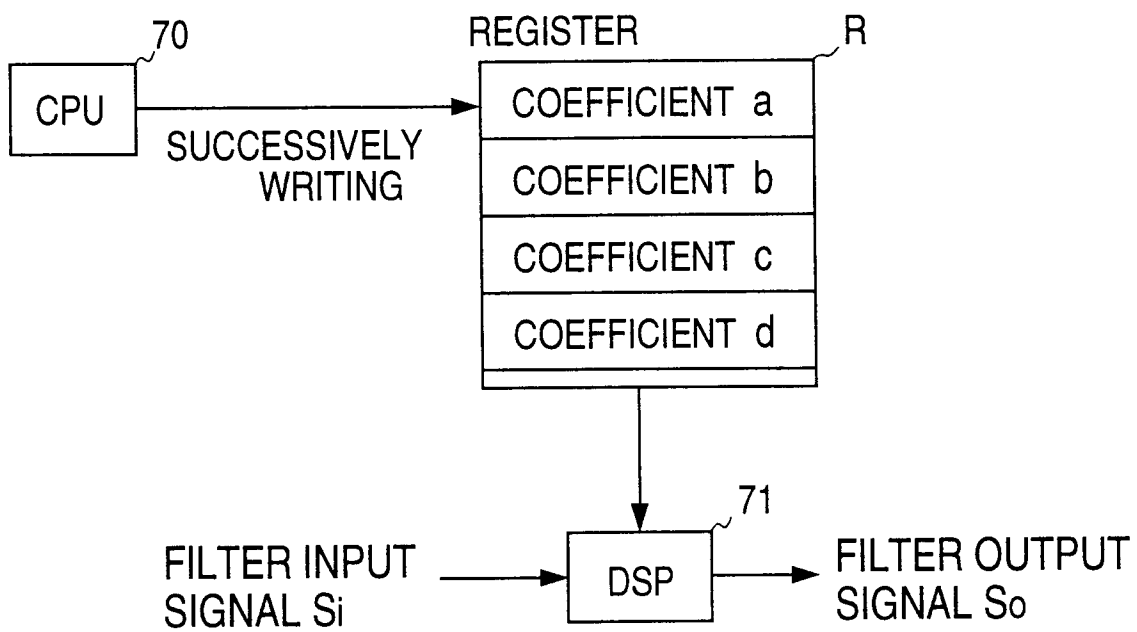 70
REGISTER
R
CPU
COEFFICIENT a
SUCCESSIVELY
WRITING
COEFFICIENT b
COEFFICIENT c
COEFFICIENT d
71
FILTER INPUT
SIGNAL Si
DSP
FILTER OUTPUT
SIGNAL So